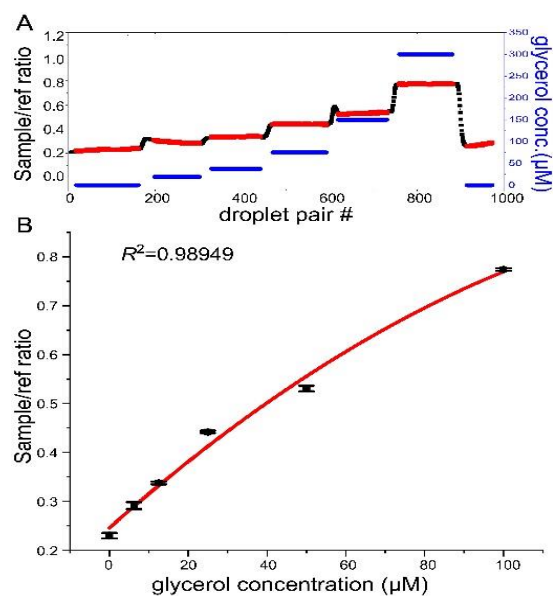 A
1.2
1.0
0.8
0.6
0.4
0.2
0.0
Sample/ref ratio
350
300
250
200
150
100
50
0
glycerol conc.(µM)
0 200 400 600 800 1000
droplet pair #
B
R²=0.98949
0.8
0.7
0.6
0.5
0.4
0.3
0.2
Sample/ref ratio
0 20 40 60 80 100
glycerol concentration (µM)